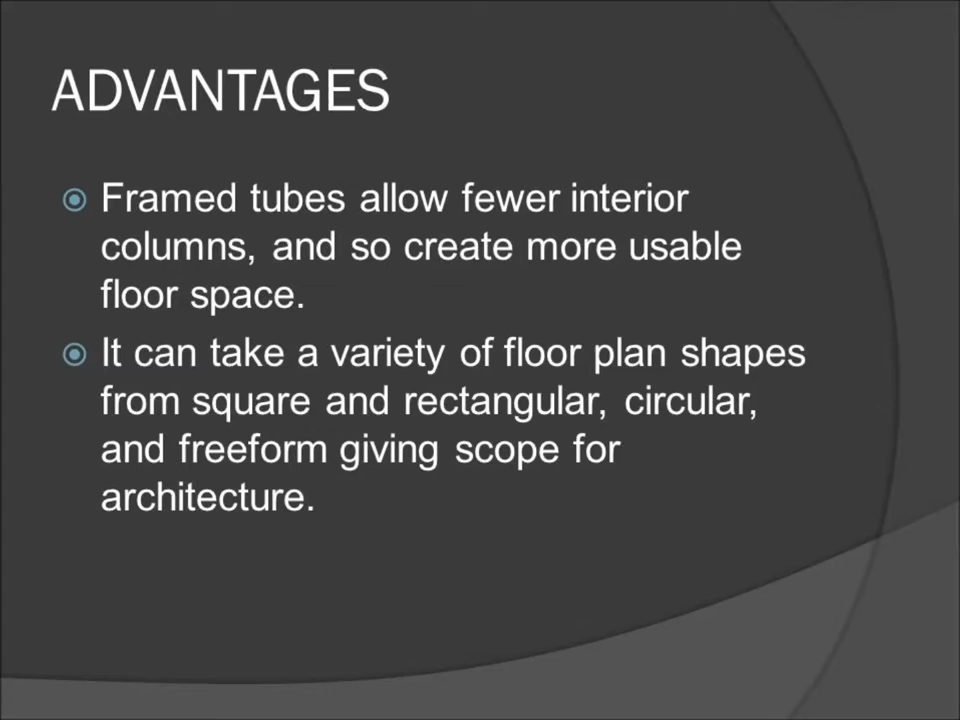 ADVANTAGES
Framed tubes allow fewer interior
columns, and so create more usable
floor space.
It can take a variety of floor plan shapes
from square and rectangular, circular,
and freeform giving scope for
architecture.